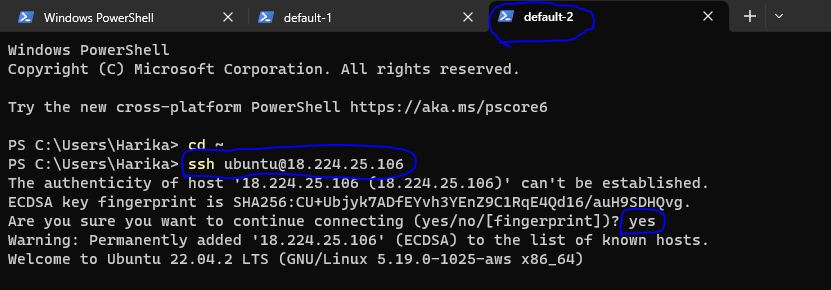 Windows PowerShell
default-1
default-2
Windows PowerShell
Copyright (C) Microsoft Corporation. All rights reserved.
Try the new cross-platform PowerShell https://aka.ms/pscore6
PS C:\Users\Harika> cd ~
PS C:\Users\Harika> ssh ubuntu@18.224.25.106
The authenticity of host '18.224.25.106 (18.224.25.106)' can't be established.
ECDSA key fingerprint is SHA256:CU+Ubjyk7ADfEYvh3YEnZ9C1RqE4Qd16/auH9SDHQvg.
Are you sure you want to continue connecting (yes/no/[fingerprint])? yes
Warning: Permanently added '18.224.25.106' (ECDSA) to the list of known hosts.
Welcome to Ubuntu 22.04.2 LTS (GNU/Linux 5.19.0-1025-aws x86_64)